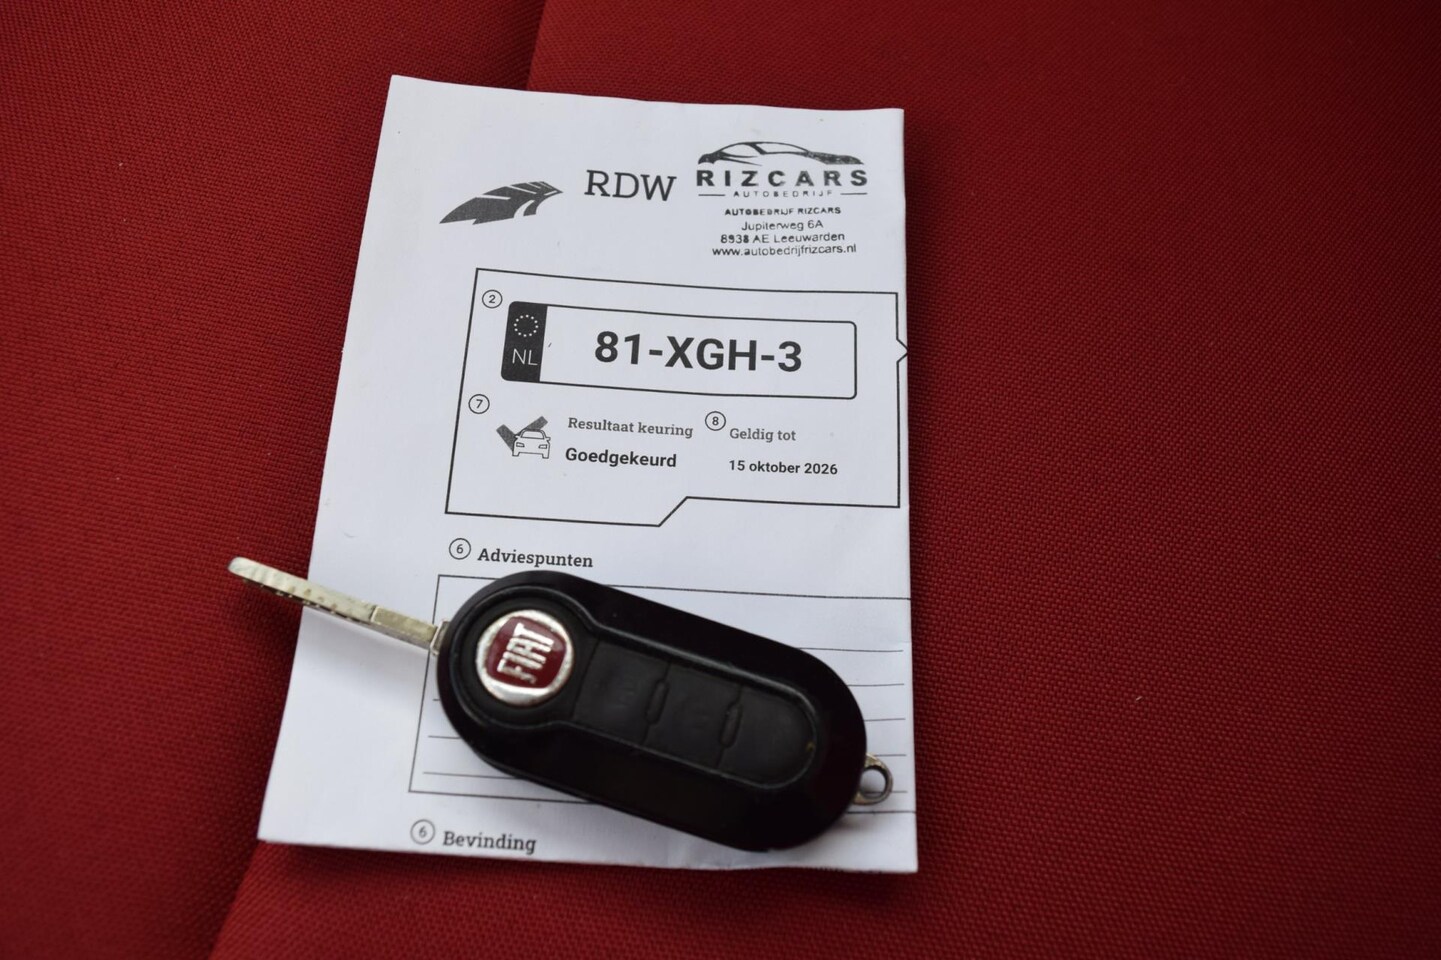 RDW
RIZCARS
AUTOBEDRIJF
AUTOBEDRIJF RIZCARS
Jupiterweg 6A
8938 AE Leeuwarden
www.autobedrijfrizcars.nl
2
NL
81-XGH-3
7
Resultaat keuring
Goedgekeurd
8
Geldig tot
15 oktober 2026
6 Adviespunten
FIAT
6 Bevinding